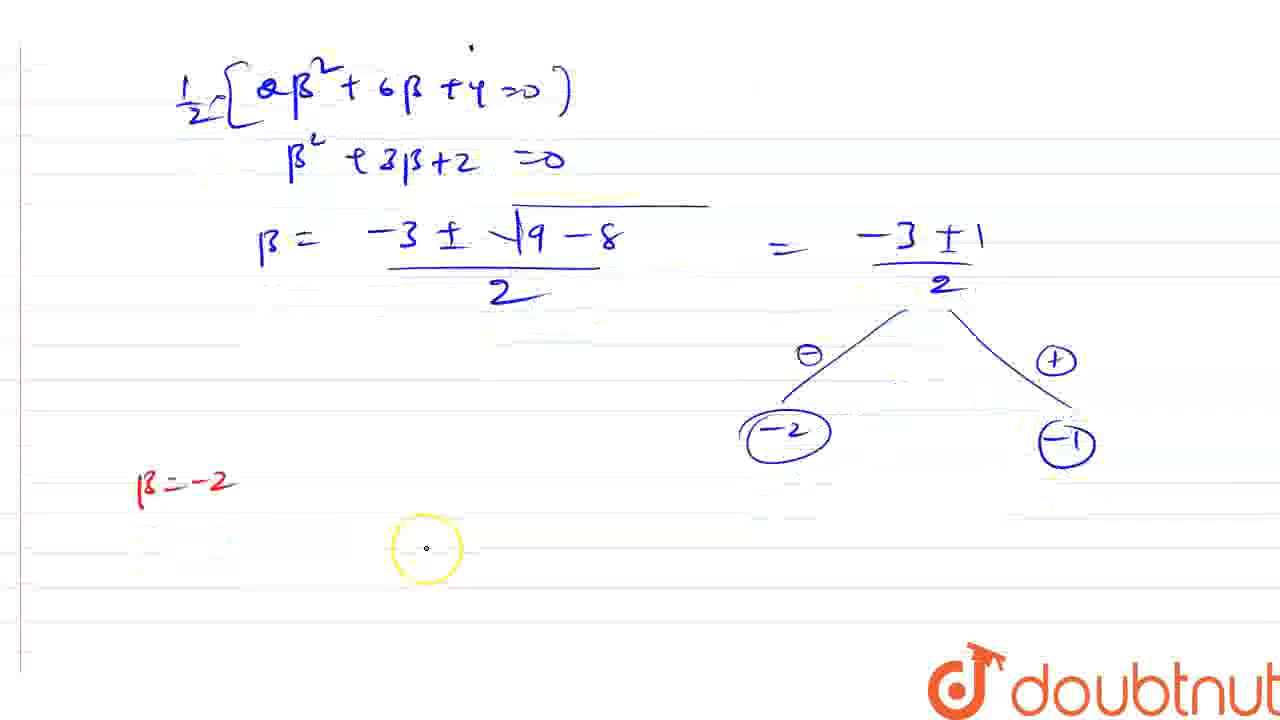 1/2 [2β² + 6β + 4 = 0)
β² + 3β + 2 = 0
β = (-3 ± √9 - 8)/2 = (-3 ± 1)/2
⊖ ⊕
-2 -1
β = -2
doubtnut